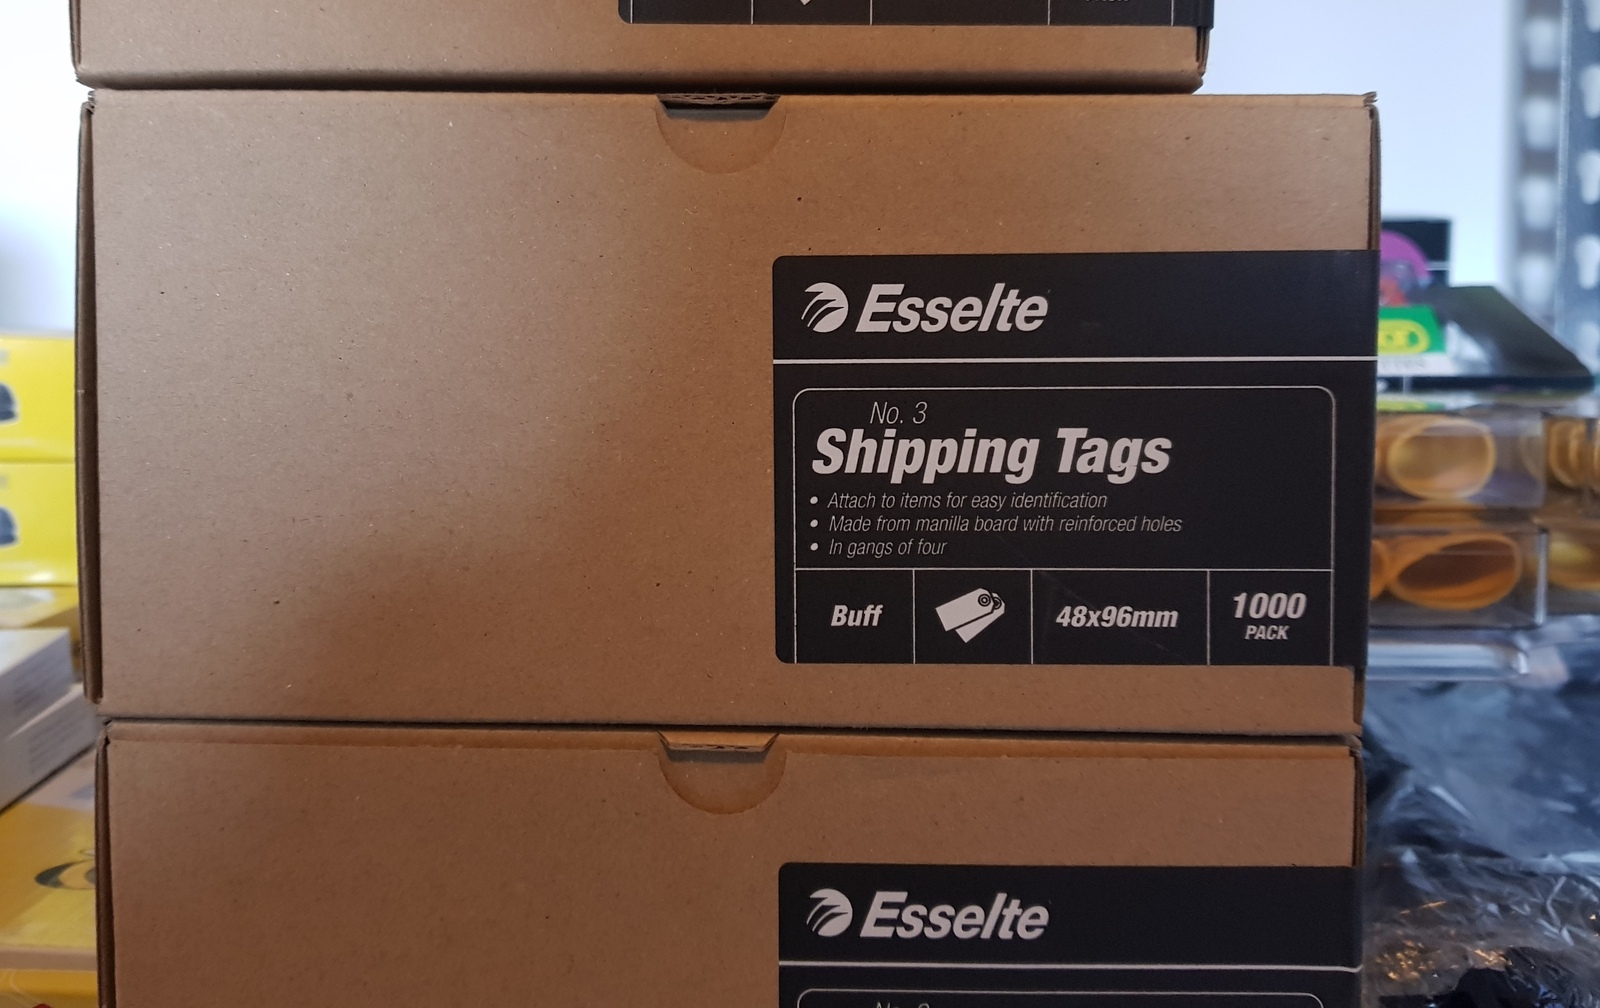 Esselte
No. 3
Shipping Tags
• Attach to items for easy identification
• Made from manilla board with reinforced holes
• In gangs of four
Buff
48x96mm
1000
PACK
Esselte
No.